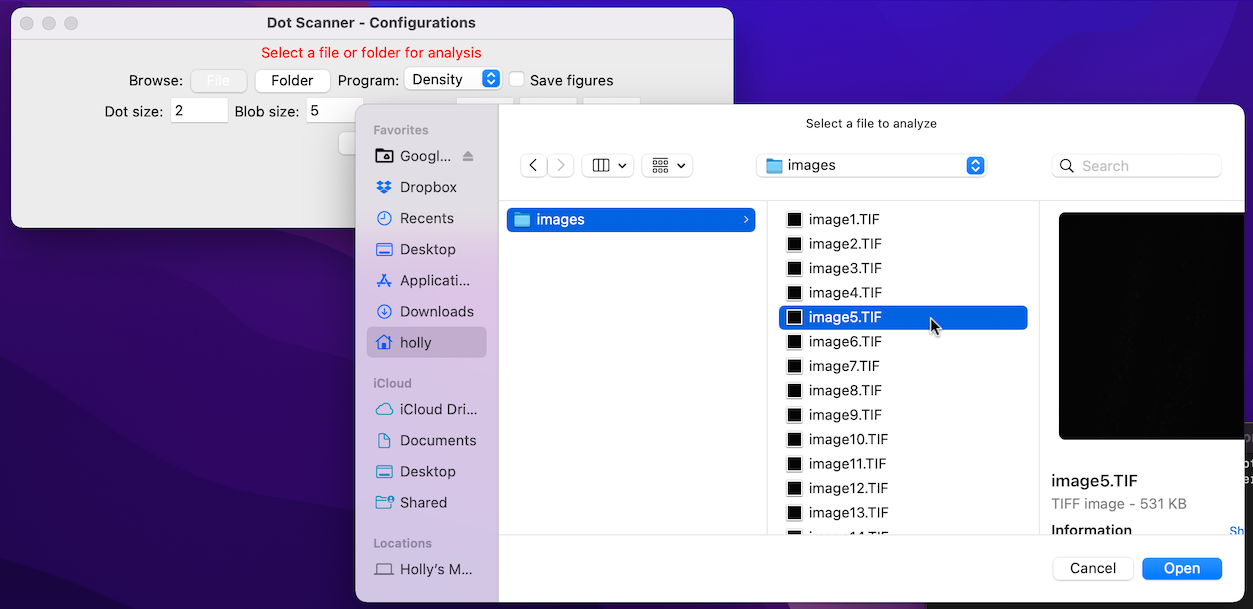 Dot Scanner - Configurations
Select a file or folder for analysis
Browse: File Folder Program: Density Save figures
Dot size: 2 Blob size: 5
Select a file to analyze
images
Search
Favorites
Googl...
Dropbox
Recents
Desktop
Applicati...
Downloads
holly
iCloud
iCloud Dri...
Documents
Desktop
Shared
Locations
Holly's M...
images
image1.TIF
image2.TIF
image3.TIF
image4.TIF
image5.TIF
image6.TIF
image7.TIF
image8.TIF
image9.TIF
image10.TIF
image11.TIF
image12.TIF
image13.TIF
image5.TIF
TIFF image - 531 KB
Information Sh
Cancel Open